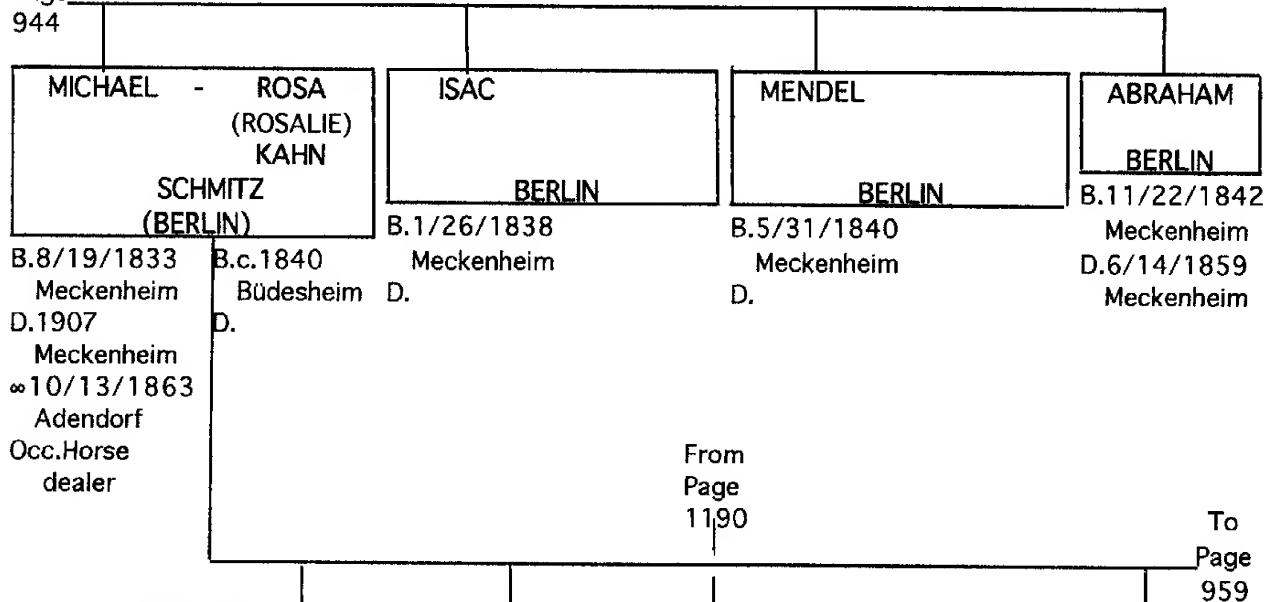 944
MICHAEL - ROSA
(ROSALIE)
KAHN
SCHMITZ
(BERLIN)
B.8/19/1833
Meckenheim
D.1907
Meckenheim
∞10/13/1863
Adendorf
Occ.Horse
dealer
B.c.1840
Büdesheim
D.
ISAC
BERLIN
B.1/26/1838
Meckenheim
D.
MENDEL
BERLIN
B.5/31/1840
Meckenheim
D.
ABRAHAM
BERLIN
B.11/22/1842
Meckenheim
D.6/14/1859
Meckenheim
From
Page
1190
To
Page
959